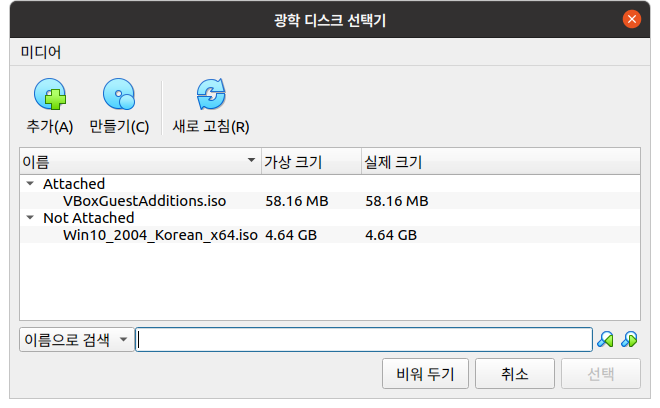 광학 디스크 선택기
미디어
추가(A) 만들기(C) 새로 고침(R)
이름 가상 크기 실제 크기
Attached
VBoxGuestAdditions.iso 58.16 MB 58.16 MB
Not Attached
Win10_2004_Korean_x64.iso 4.64 GB 4.64 GB
이름으로 검색
비워 두기 취소 선택